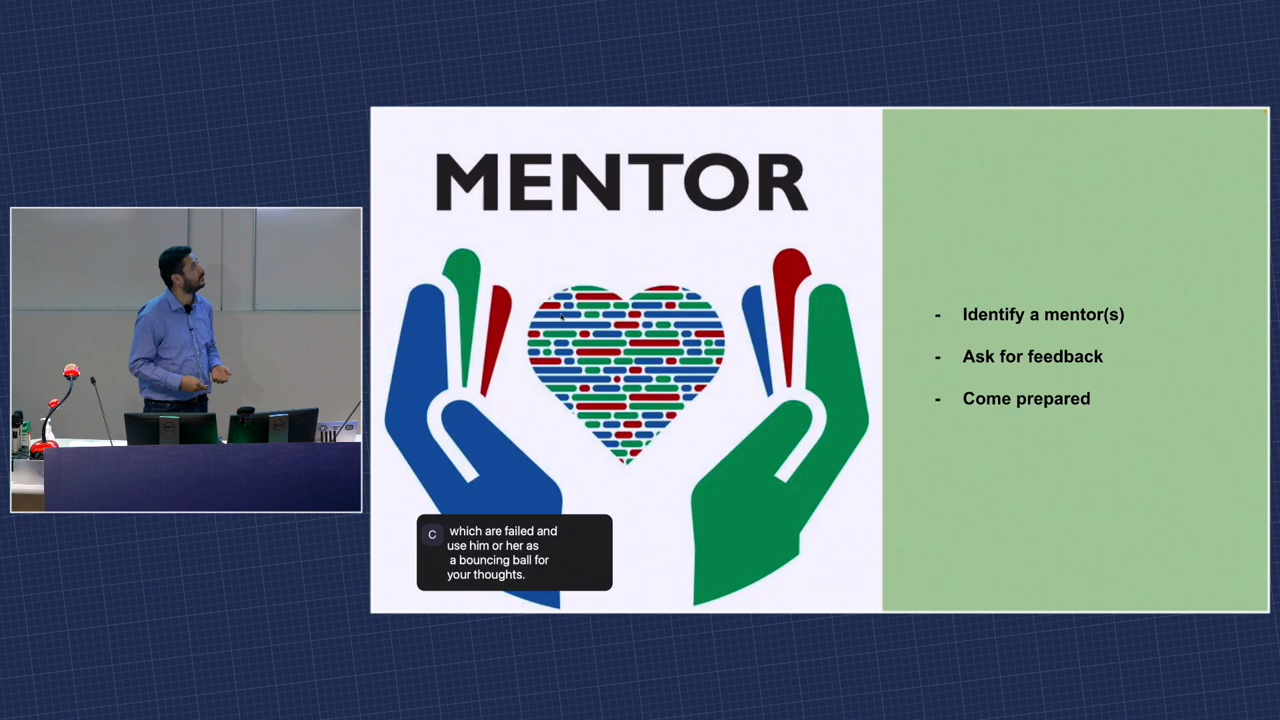 MENTOR
- Identify a mentor(s)
- Ask for feedback
- Come prepared
C
which are failed and
use him or her as
a bouncing ball for
your thoughts.